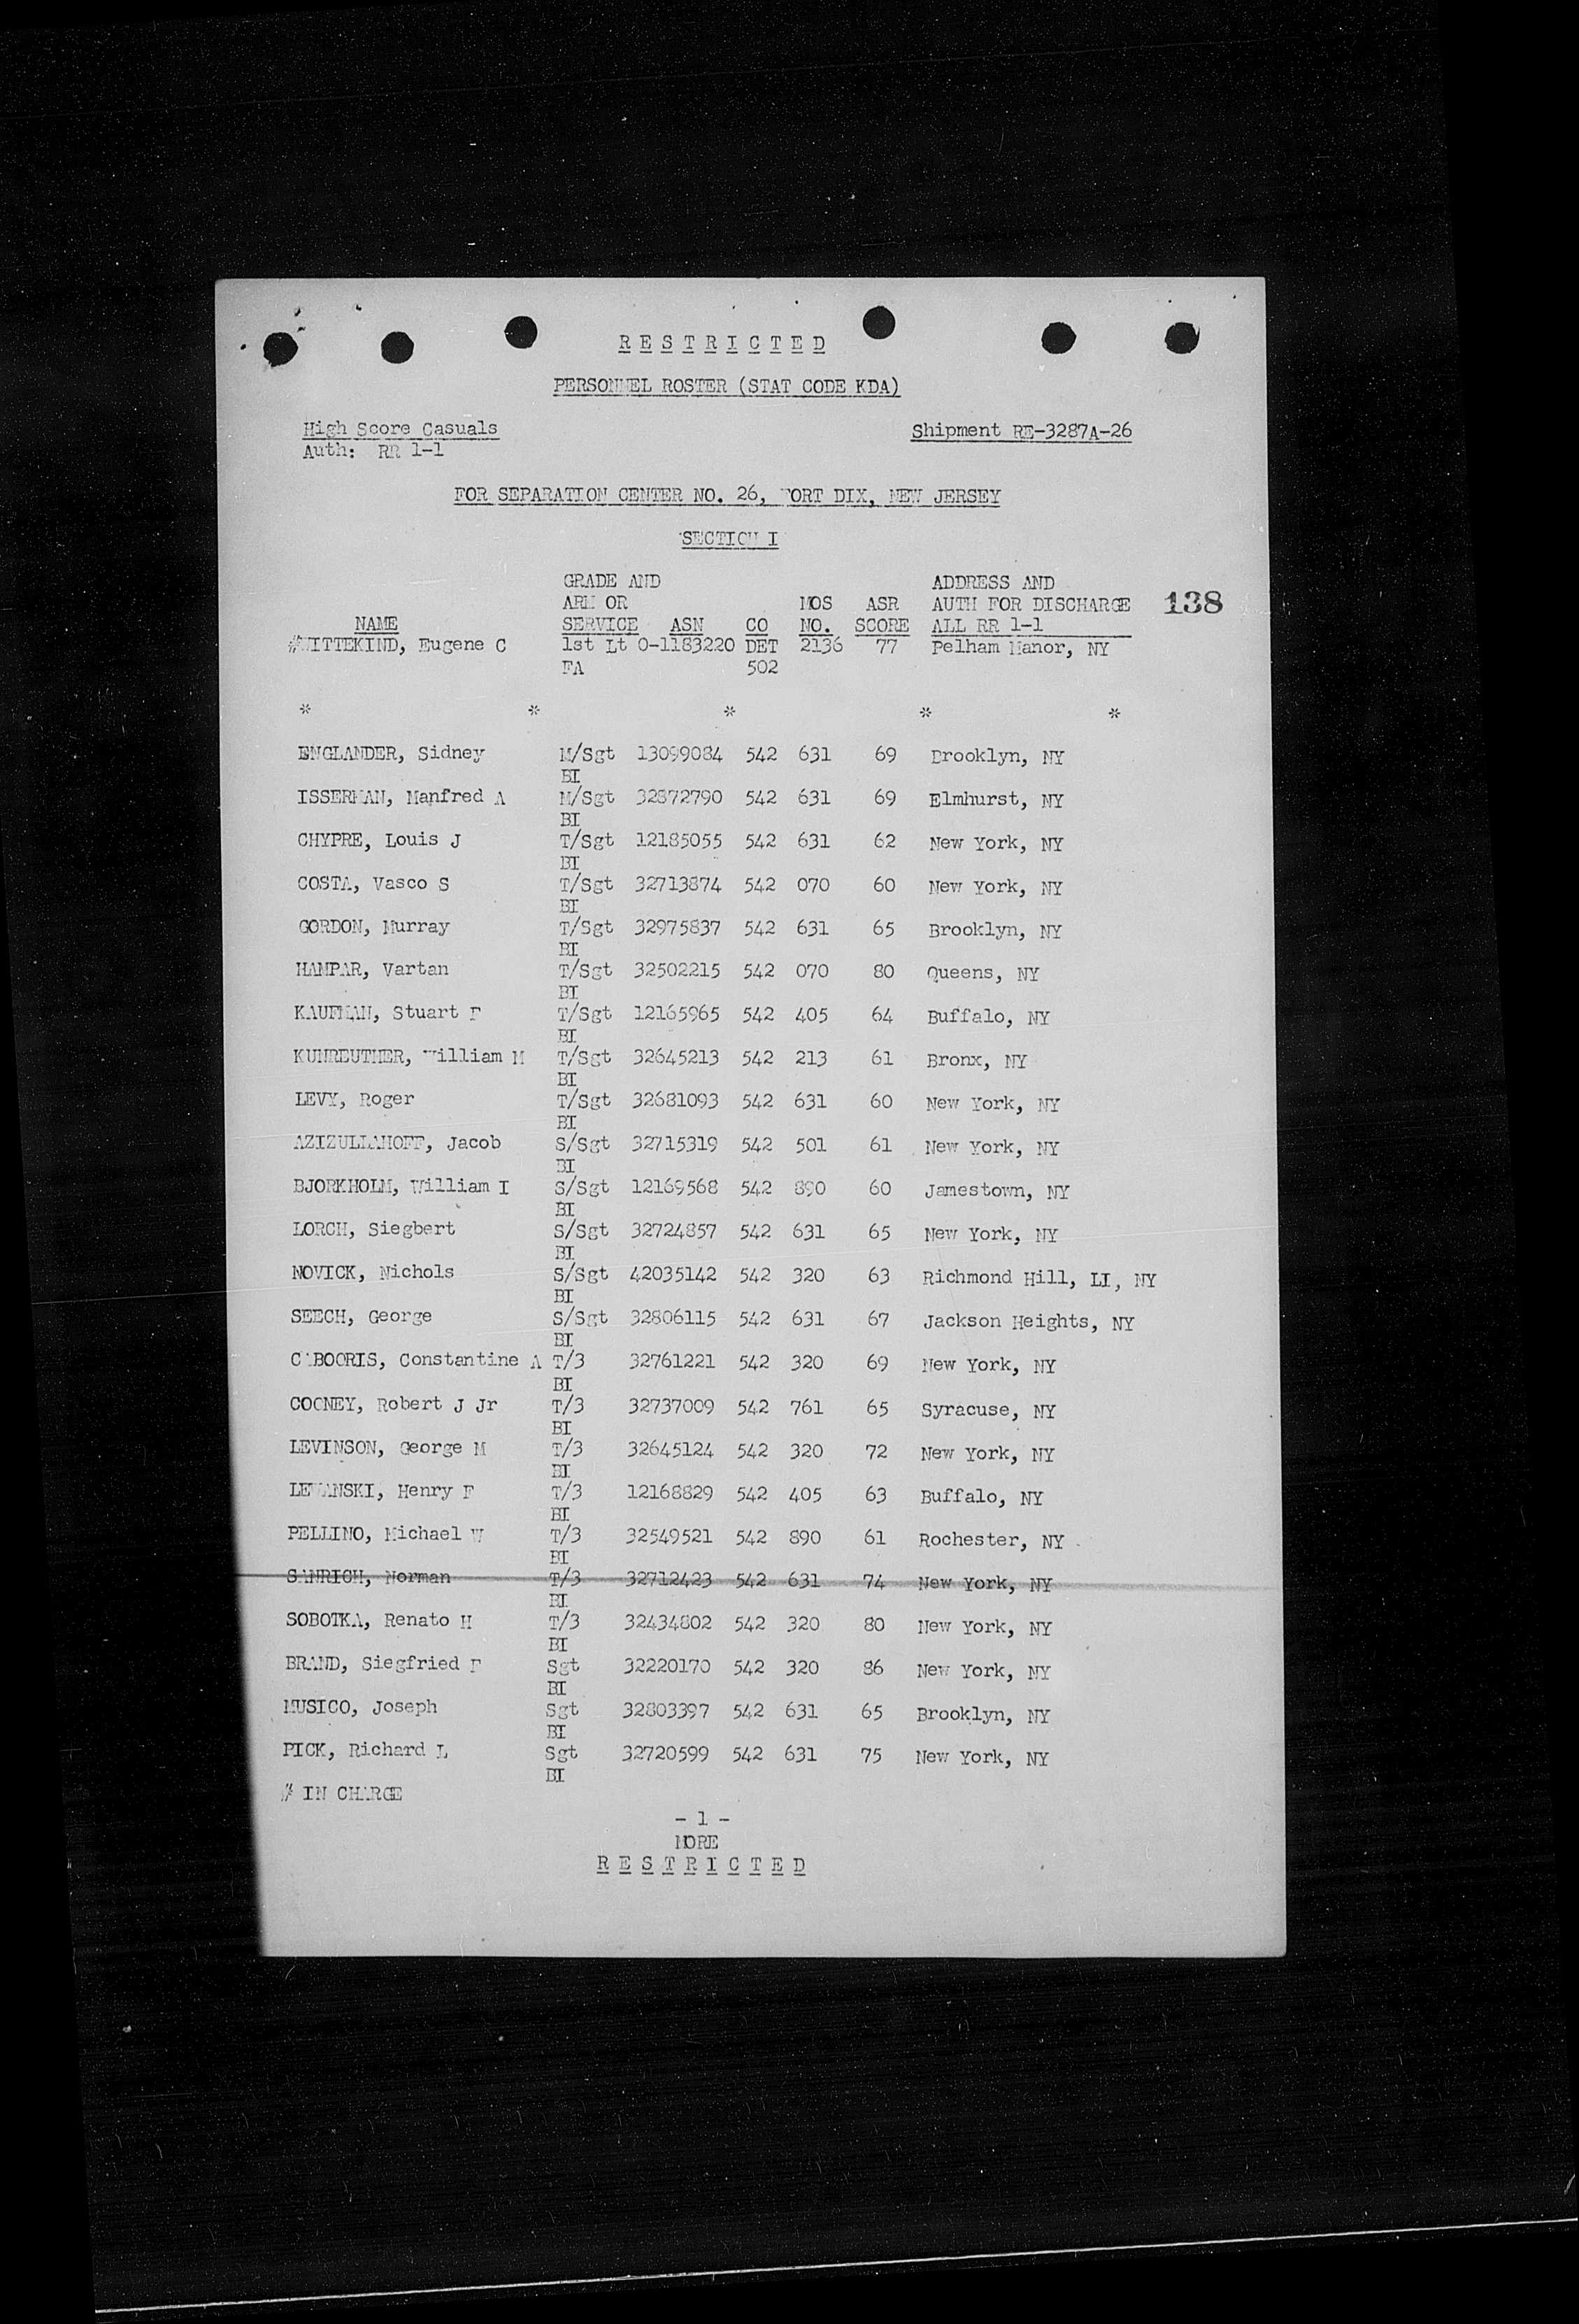 RESTRICTED
PERSONNEL ROSTER (STAT CODE KDA)
High Score Casuals Shipment RE-3287A-26
Auth: RR 1-1
FOR SEPARATION CENTER NO. 26, FORT DIX, NEW JERSEY
SECTION I
GRADE AND ADDRESS AND
ARM OR MOS ASR AUTH FOR DISCHARGE 138
NAME SERVICE ASN CO NO. SCORE ALL RR 1-1
#WITTEKIND, Eugene C 1st Lt O-1183220 DET 2136 77 Pelham Manor, NY
FA 502
* * * * *
ENGLANDER, Sidney M/Sgt 13099084 542 631 69 Brooklyn, NY
BI
ISSERMAN, Manfred A M/Sgt 32872790 542 631 69 Elmhurst, NY
BI
CHYPRE, Louis J T/Sgt 12185055 542 631 62 New York, NY
BI
COSTA, Vasco S T/Sgt 32713874 542 070 60 New York, NY
BI
GORDON, Murray T/Sgt 32975837 542 631 65 Brooklyn, NY
BI
HAMPAR, Vartan T/Sgt 32502215 542 070 80 Queens, NY
BI
KAUFMAN, Stuart F T/Sgt 12165965 542 405 64 Buffalo, NY
BI
KUNREUTHER, William M T/Sgt 32645213 542 213 61 Bronx, NY
BI
LEVY, Roger T/Sgt 32681093 542 631 60 New York, NY
BI
AZIZULLAHOFF, Jacob S/Sgt 32715319 542 501 61 New York, NY
BI
BJORKHOLM, William I S/Sgt 12169568 542 890 60 Jamestown, NY
BI
LORCH, Siegbert S/Sgt 32724857 542 631 65 New York, NY
BI
NOVICK, Nichols S/Sgt 42035142 542 320 63 Richmond Hill, LI, NY
BI
SEECH, George S/Sgt 32806115 542 631 67 Jackson Heights, NY
BI
CABOORIS, Constantine A T/3 32761221 542 320 69 New York, NY
BI
COONEY, Robert J Jr T/3 32737009 542 761 65 Syracuse, NY
BI
LEVINSON, George M T/3 32645124 542 320 72 New York, NY
BI
LEWANSKI, Henry F T/3 12168829 542 405 63 Buffalo, NY
BI
PELLINO, Michael W T/3 32549521 542 890 61 Rochester, NY
BI
SANRICH, Norman T/3 32712423 542 631 74 New York, NY
BI
SOBOTKA, Renato H T/3 32434802 542 320 80 New York, NY
BI
BRAND, Siegfried F Sgt 32220170 542 320 86 New York, NY
BI
MUSICO, Joseph Sgt 32803397 542 631 65 Brooklyn, NY
BI
PICK, Richard L Sgt 32720599 542 631 75 New York, NY
BI
# IN CHARGE
- 1 -
MORE
RESTRICTED